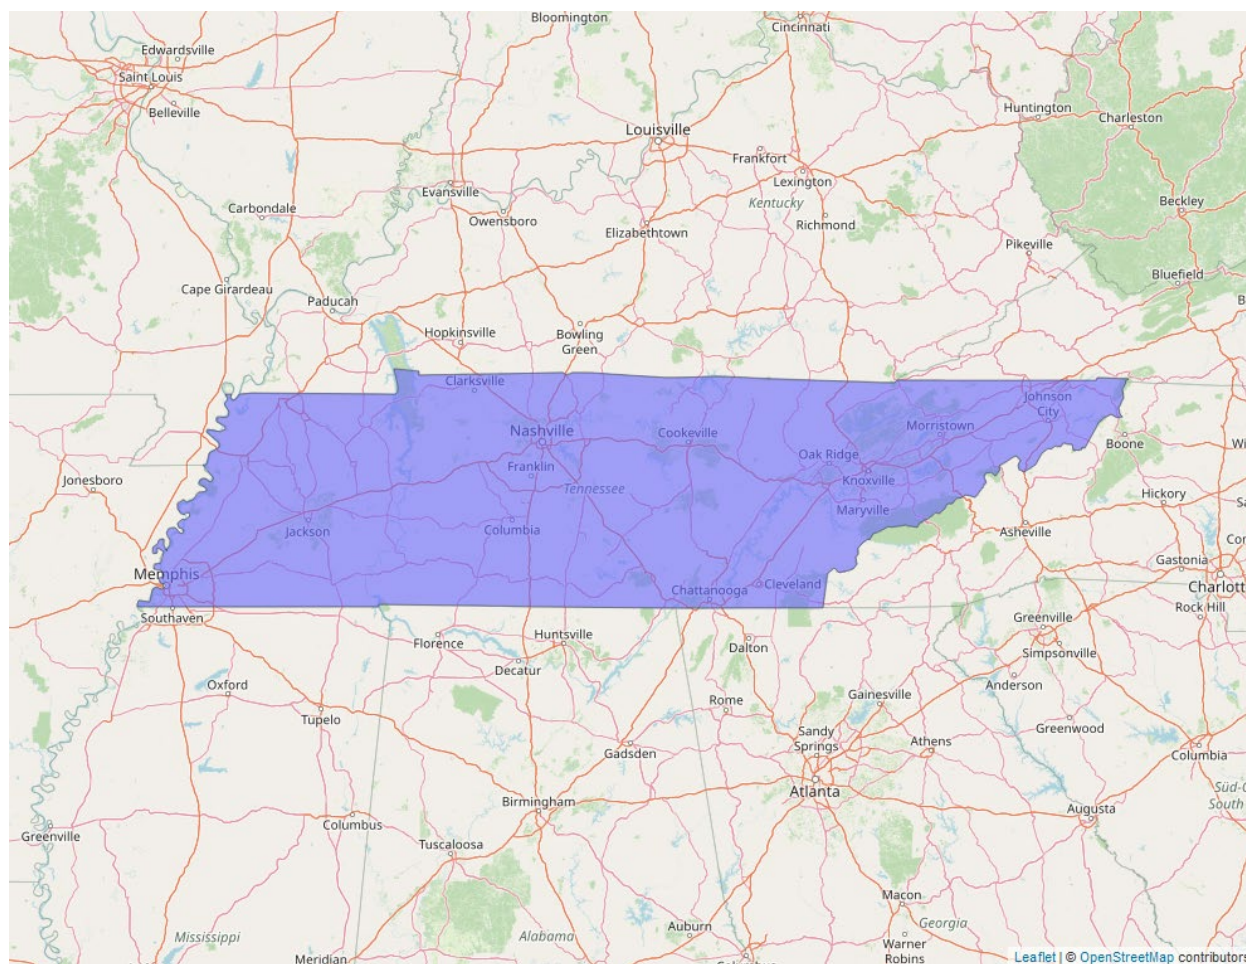 Bloomington
Cincinnati
Edwardsville
Saint Louis
Belleville
Huntington
Charleston
Louisville
Frankfort
Lexington
Kentucky
Evansville
Owensboro
Carbondale
Beckley
Richmond
Elizabethtown
Pikeville
Bluefield
Cape Girardeau
Paducah
Hopkinsville
Bowling
Green
Clarksville
Johnson
City
Nashville
Cookeville
Morristown
Boone
Oak Ridge
Franklin
Knoxville
Tennessee
Jonesboro
Hickory
Maryville
Jackson
Columbia
Asheville
Gastonia
Charlott
Memphis
Chattanooga
Cleveland
Rock Hill
Southaven
Greenville
Florence
Huntsville
Dalton
Simpsonville
Decatur
Oxford
Anderson
Gainesville
Rome
Tupelo
Greenwood
Sandy
Springs
Athens
Gadsden
Columbia
Atlanta
Süd-C
South
Birmingham
Augusta
Columbus
Greenville
Tuscaloosa
Macon
Georgia
Auburn
Mississippi
Alabama
Warner
Robins
Meridian
Leaflet | © OpenStreetMap contributors